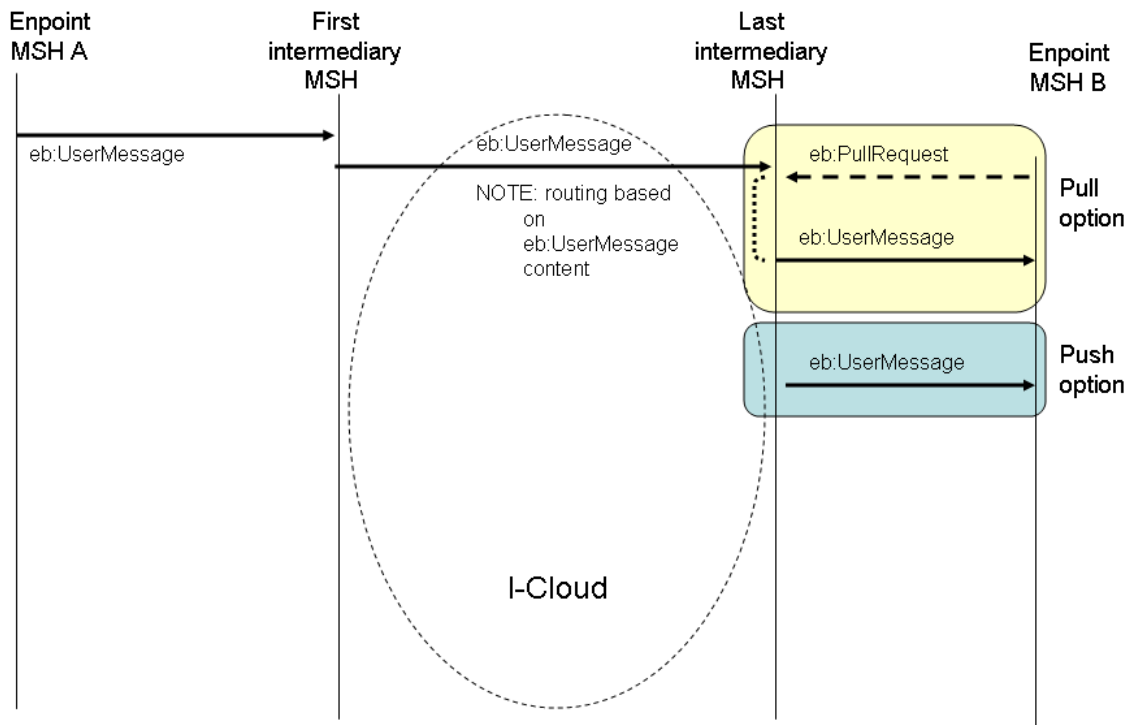 Enpoint
MSH A
First
intermediary
MSH
Last
intermediary
MSH
Enpoint
MSH B
eb:UserMessage
eb:UserMessage
NOTE: routing based
on
eb:UserMessage
content
eb:PullRequest
eb:UserMessage
Pull
option
eb:UserMessage
Push
option
I-Cloud